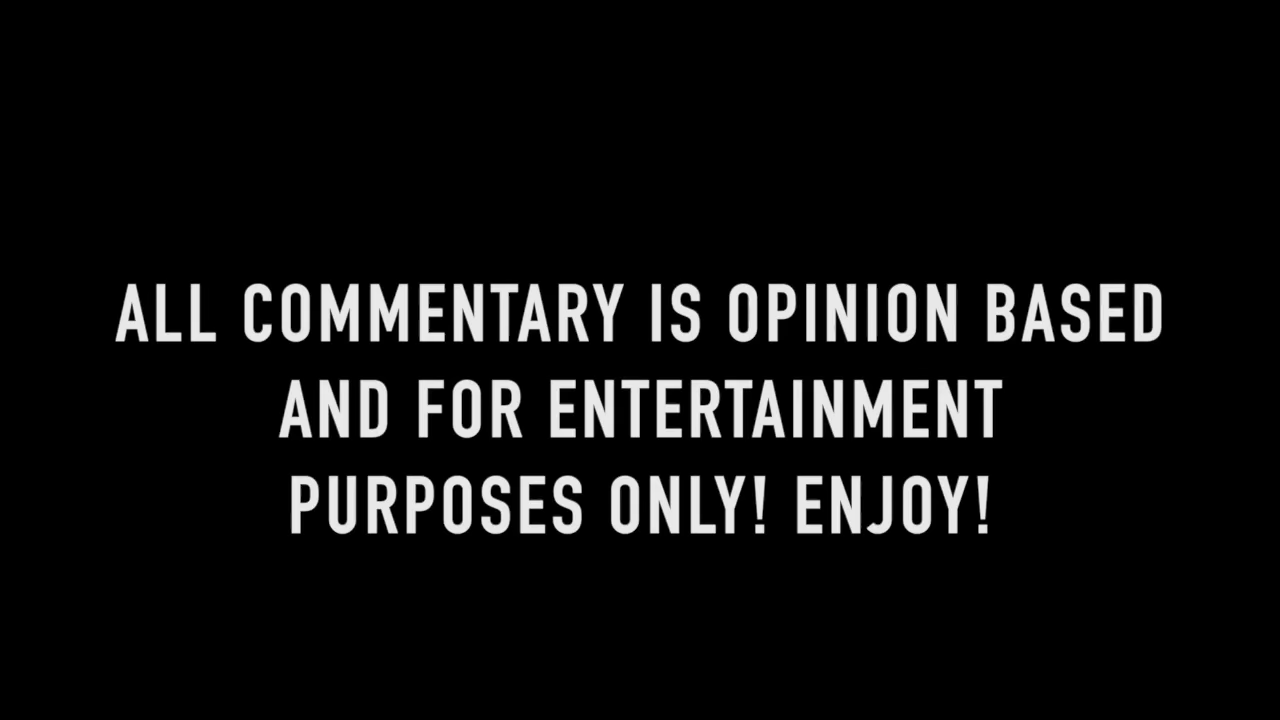 ALL COMMENTARY IS OPINION BASED
AND FOR ENTERTAINMENT
PURPOSES ONLY! ENJOY!